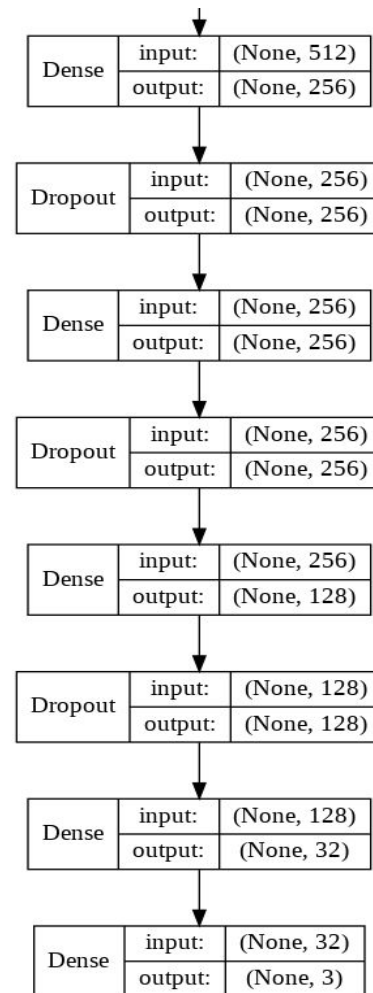 Dense
input: (None, 512)
output: (None, 256)
Dropout
input: (None, 256)
output: (None, 256)
Dense
input: (None, 256)
output: (None, 256)
Dropout
input: (None, 256)
output: (None, 256)
Dense
input: (None, 256)
output: (None, 128)
Dropout
input: (None, 128)
output: (None, 128)
Dense
input: (None, 128)
output: (None, 32)
Dense
input: (None, 32)
output: (None, 3)